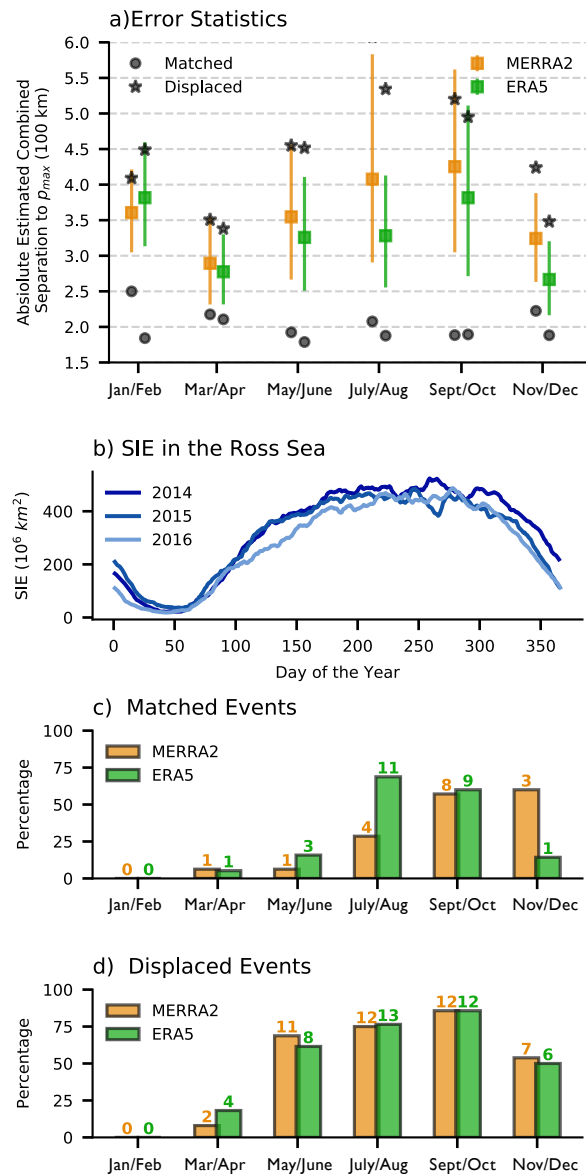 a)Error Statistics
Absiolute Estimated Combined
Separation to p_max (100 km)
6.0
5.5
5.0
4.5
4.0
3.5
3.0
2.5
2.0
1.5
Matched
Displaced
MERRA2
ERA5
Jan/Feb Mar/Apr May/June July/Aug Sept/Oct Nov/Dec
b) SIE in the Ross Sea
SIE (10⁶ km²)
400
200
0
2014
2015
2016
0 50 100 150 200 250 300 350
Day of the Year
c) Matched Events
Percentage
100
75
50
25
0
MERRA2
ERA5
0 0 1 1 1 3 4 11 8 9 3 1
Jan/Feb Mar/Apr May/June July/Aug Sept/Oct Nov/Dec
d) Displaced Events
Percentage
100
75
50
25
0
MERRA2
ERA5
0 0 2 4 11 8 12 13 12 12 7 6
Jan/Feb Mar/Apr May/June July/Aug Sept/Oct Nov/Dec